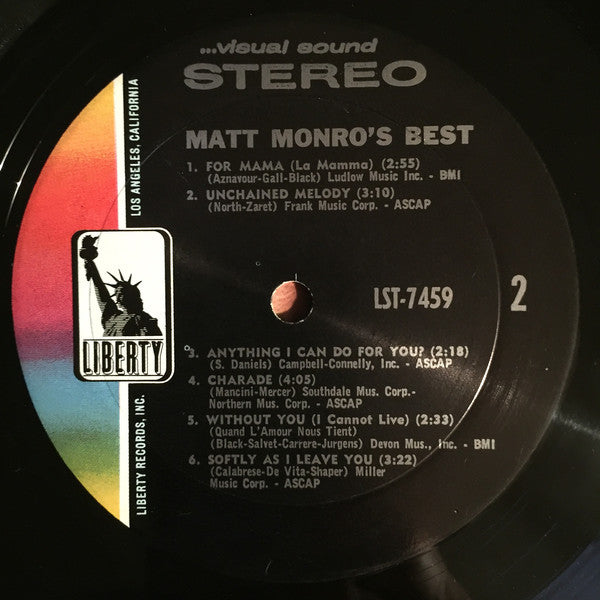 ...visual sound
STEREO
MATT MONRO'S BEST
1. FOR MAMA (La Mamma) (2:55)
(Aznavour-Gall-Black) Ludlow Music Inc. - BMI
2. UNCHAINED MELODY (3:10)
(North-Zaret) Frank Music Corp. - ASCAP
LST-7459
2
3. ANYTHING I CAN DO FOR YOU? (2:18)
(S. Daniels) Campbell-Connelly, Inc. - ASCAP
4. CHARADE (4:05)
(Mancini-Mercer) Southdale Mus. Corp.-
Northern Mus. Corp. - ASCAP
5. WITHOUT YOU (I Cannot Live) (2:33)
(Quand L'Amour Nous Tient)
(Black-Salvet-Carrere-Jurgens) Devon Mus., Inc. - BMI
6. SOFTLY AS I LEAVE YOU (3:22)
(Calabrese-De Vita-Shaper) Miller
Music Corp. - ASCAP
LIBERTY
LIBERTY RECORDS, INC.
LOS ANGELES, CALIFORNIA